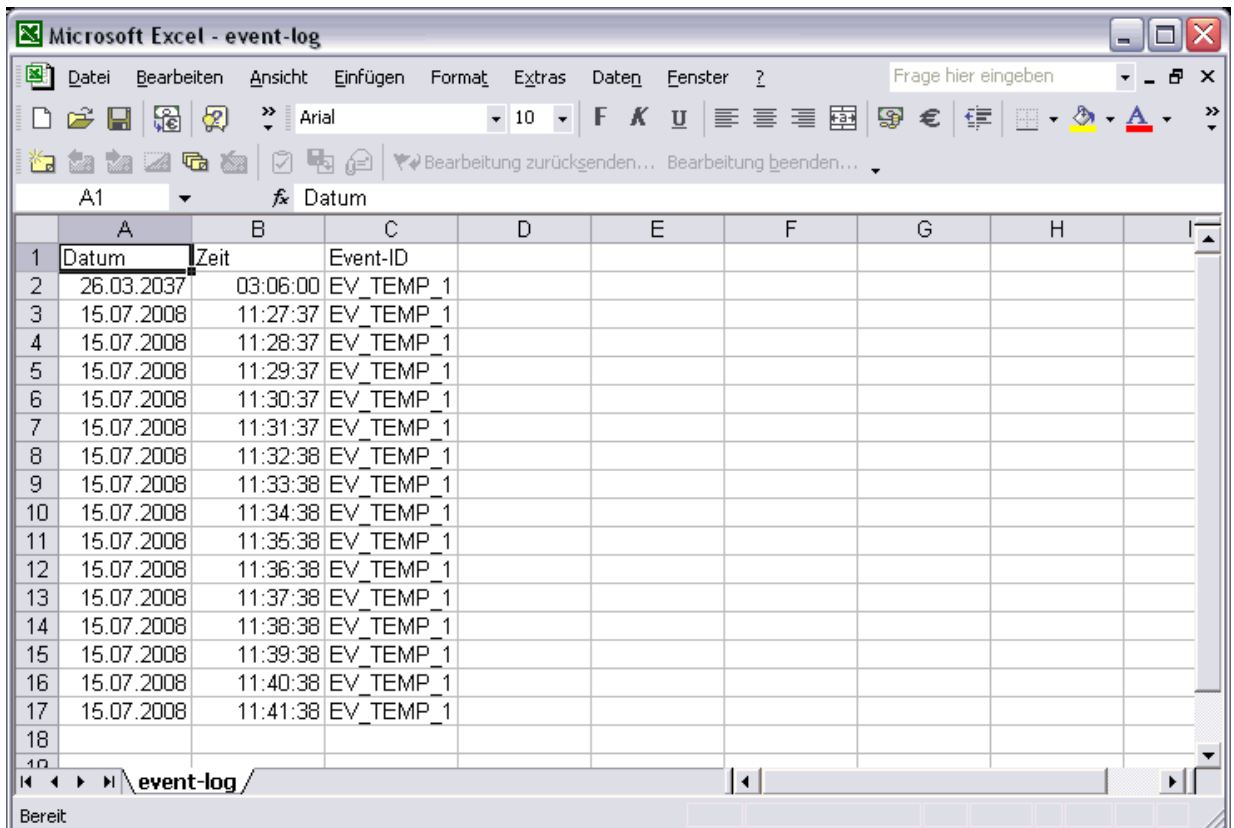 Microsoft Excel - event-log
Datei Bearbeiten Ansicht Einfügen Format Extras Daten Fenster ? Frage hier eingeben
Arial 10 F K U
Bearbeitung zurücksenden... Bearbeitung beenden...
A1 fx Datum
A B C D E F G H I
1 Datum Zeit Event-ID
2 26.03.2037 03:06:00 EV_TEMP_1
3 15.07.2008 11:27:37 EV_TEMP_1
4 15.07.2008 11:28:37 EV_TEMP_1
5 15.07.2008 11:29:37 EV_TEMP_1
6 15.07.2008 11:30:37 EV_TEMP_1
7 15.07.2008 11:31:37 EV_TEMP_1
8 15.07.2008 11:32:38 EV_TEMP_1
9 15.07.2008 11:33:38 EV_TEMP_1
10 15.07.2008 11:34:38 EV_TEMP_1
11 15.07.2008 11:35:38 EV_TEMP_1
12 15.07.2008 11:36:38 EV_TEMP_1
13 15.07.2008 11:37:38 EV_TEMP_1
14 15.07.2008 11:38:38 EV_TEMP_1
15 15.07.2008 11:39:38 EV_TEMP_1
16 15.07.2008 11:40:38 EV_TEMP_1
17 15.07.2008 11:41:38 EV_TEMP_1
18
19
event-log
Bereit